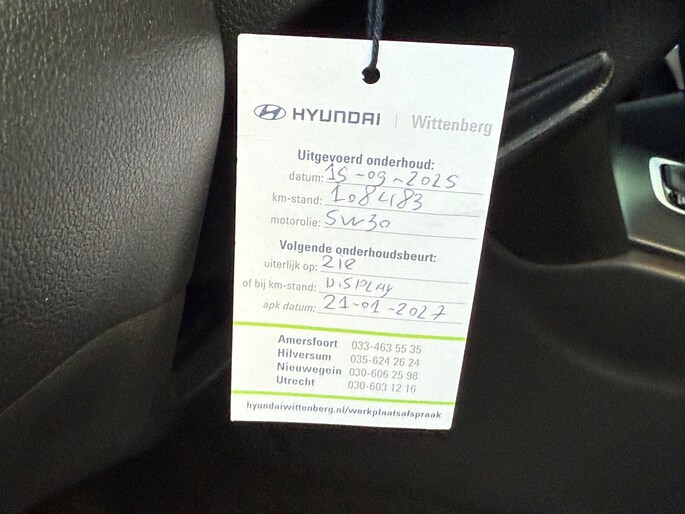 HYUNDAI | Wittenberg
Uitgevoerd onderhoud:
datum: 15-09-2025
km-stand: 108483
motorolie: 5W30
Volgende onderhoudsbeurt:
uiterlijk op: ZIE
of bij km-stand: DISPLAY
apk datum: 21-01-2027
Amersfoort 033-463 55 35
Hilversum 035-624 26 24
Nieuwegein 030-606 25 98
Utrecht 030-603 12 16
hyundaiwittenberg.nl/werkplaatsafspraak